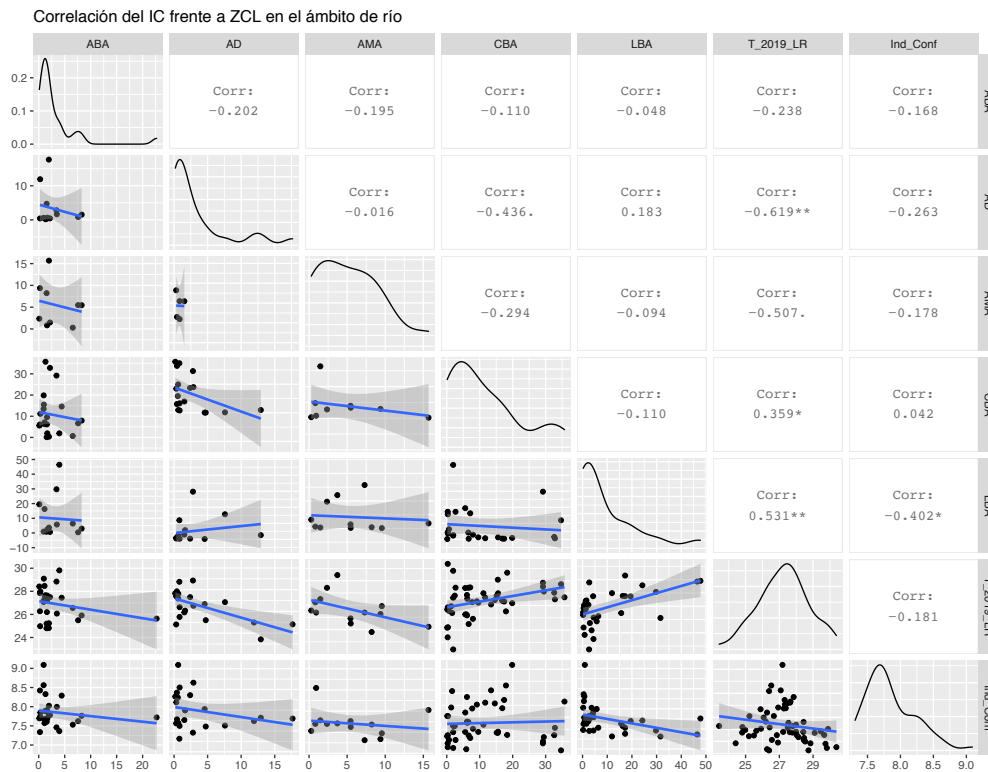 Correlación del IC frente a ZCL en el ámbito de río
ABA AD AMA CBA LBA T_2019_LR Ind_Conf
0.2
0.1
0.0
Corr:
-0.202
Corr:
-0.195
Corr:
-0.110
Corr:
-0.048
Corr:
-0.238
Corr:
-0.168
10
0
Corr:
-0.016
Corr:
-0.436.
Corr:
0.183
Corr:
-0.619**
Corr:
-0.263
15
10
5
0
Corr:
-0.294
Corr:
-0.094
Corr:
-0.507.
Corr:
-0.178
30
20
10
0
Corr:
-0.110
Corr:
0.359*
Corr:
0.042
50
40
30
20
10
0
-10
Corr:
0.531**
Corr:
-0.402*
30
28
26
24
Corr:
-0.181
9.0
8.5
8.0
7.5
7.0
0 5 10 15 20 0 5 10 15 0 5 10 15 0 10 20 30 0 10 20 30 40 50 25 27 29 7.5 8.0 8.5 9.0